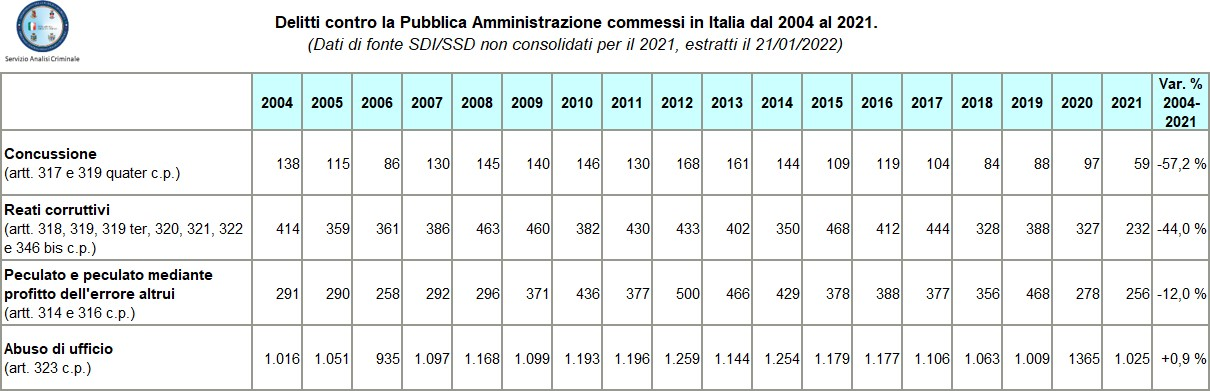 Delitti contro la Pubblica Amministrazione commessi in Italia dal 2004 al 2021.
(Dati di fonte SDI/SSD non consolidati per il 2021, estratti il 21/01/2022)
Servizio Analisi Criminale
2004 2005 2006 2007 2008 2009 2010 2011 2012 2013 2014 2015 2016 2017 2018 2019 2020 2021 Var. % 2004-2021
Concussione
(artt. 317 e 319 quater c.p.)
138 115 86 130 145 140 146 130 168 161 144 109 119 104 84 88 97 59 -57,2 %
Reati corruttivi
(artt. 318, 319, 319 ter, 320, 321, 322
e 346 bis c.p.)
414 359 361 386 463 460 382 430 433 402 350 468 412 444 328 388 327 232 -44,0 %
Peculato e peculato mediante
profitto dell'errore altrui
(artt. 314 e 316 c.p.)
291 290 258 292 296 371 436 377 500 466 429 378 388 377 356 468 278 256 -12,0 %
Abuso di ufficio
(art. 323 c.p.)
1.016 1.051 935 1.097 1.168 1.099 1.193 1.196 1.259 1.144 1.254 1.179 1.177 1.106 1.063 1.009 1365 1.025 +0,9 %